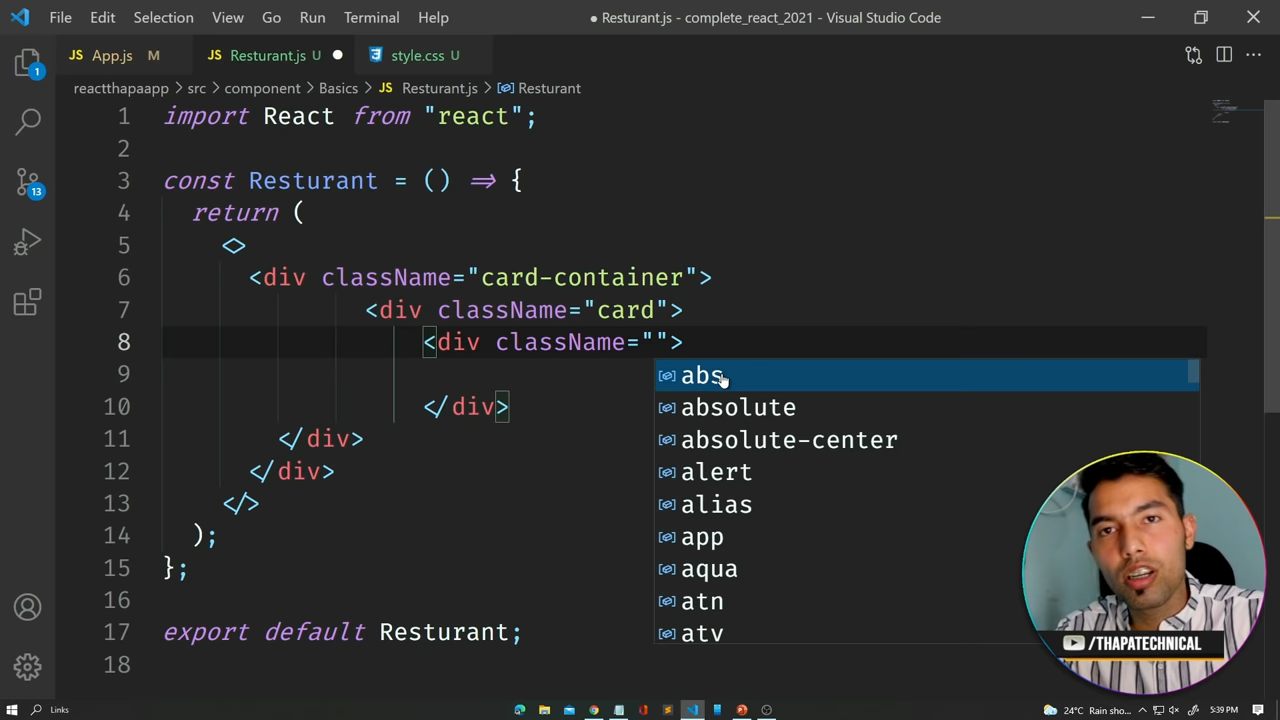 File Edit Selection View Go Run Terminal Help ● Resturant.js - complete_react_2021 - Visual Studio Code
JS App.js M JS Resturant.js U ● style.css U
reactthapaapp > src > component > Basics > JS Resturant.js > Resturant
1 import React from "react";
2
3 const Resturant = () => {
4 return (
5 <>
6 <div className="card-container">
7 <div className="card">
8 <div className="">
9
10 </div>
11 </div>
12 </div>
13 </>
14 );
15 };
16
17 export default Resturant;
18
abs
absolute
absolute-center
alert
alias
app
aqua
atn
atv
1
13
/THAPATECHNICAL
Links
24°C Rain sho... 5:39 PM